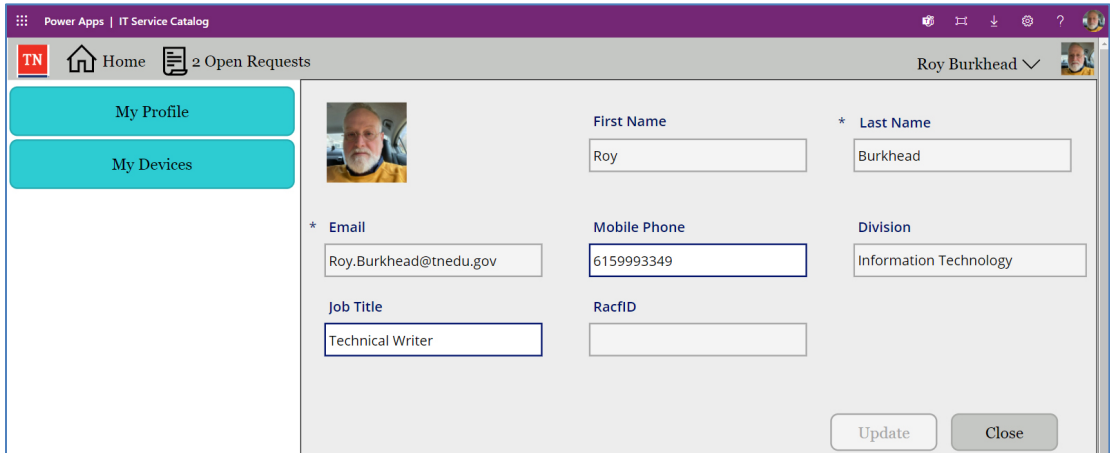 Power Apps | IT Service Catalog
?
TN Home 2 Open Requests Roy Burkhead
My Profile
My Devices
First Name * Last Name
Roy Burkhead
* Email Mobile Phone Division
Roy.Burkhead@tnedu.gov 6159993349 Information Technology
Job Title RacfID
Technical Writer
Update Close